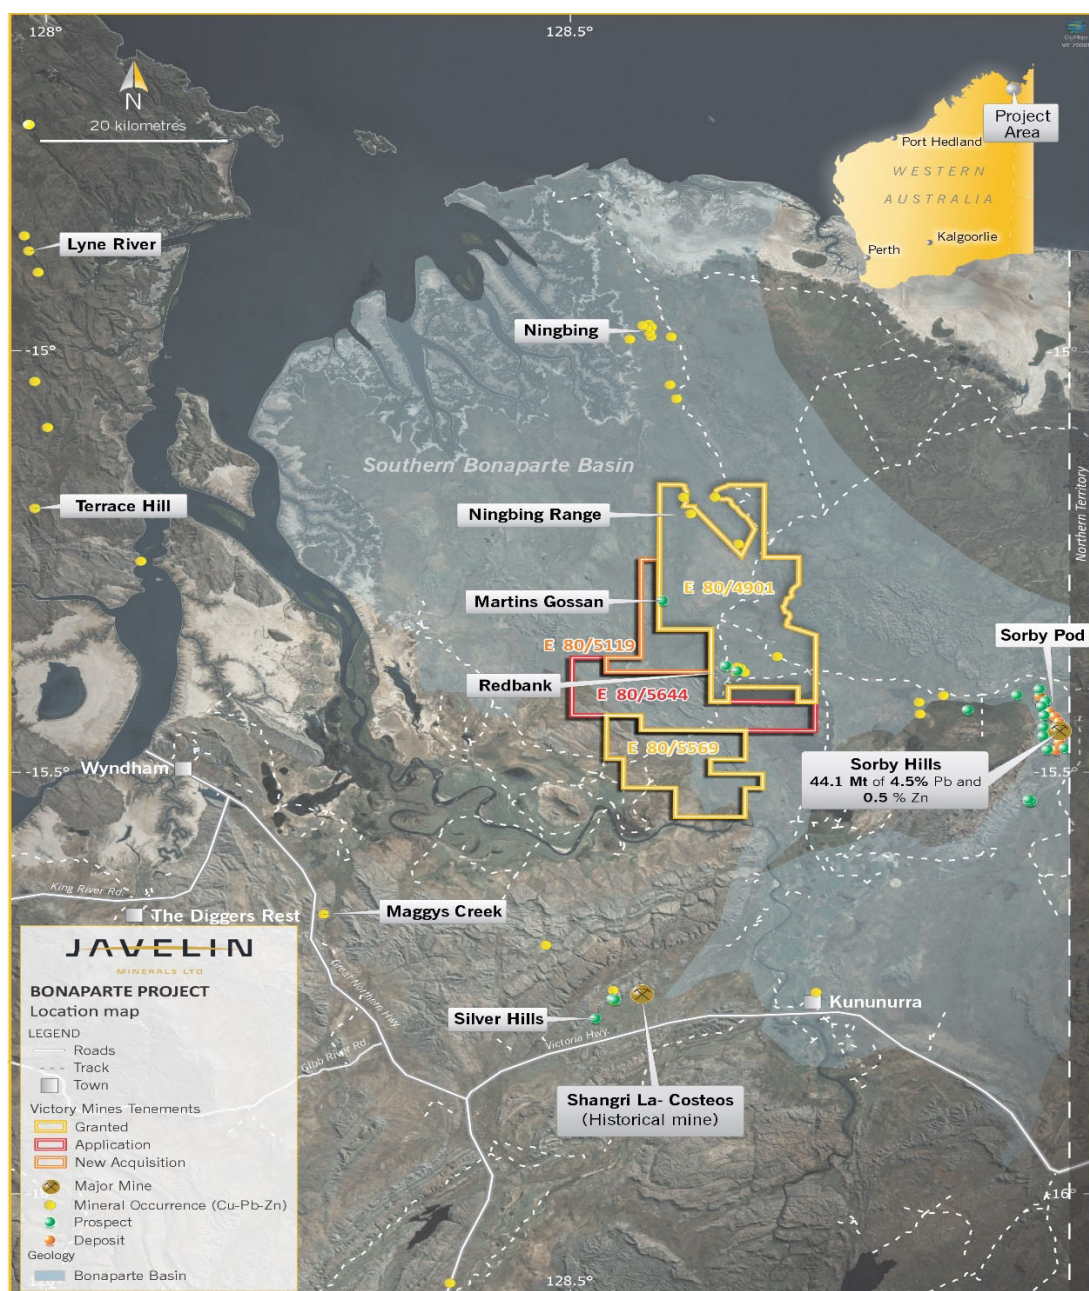 128°
128.5°
DigMaps
N
20 kilometres
Project
Area
Port Hedland
WESTERN
AUSTRALIA
Kalgoorlie
Perth
Lyne River
Ningbing
-15°
-15°
Southern Bonaparte Basin
Terrace Hill
Ningbing Range
Northern Territory
E 80/4901
Martins Gossan
Sorby Pod
E 80/5119
Redbank
E 80/5644
E 80/5569
Sorby Hills
44.1 Mt of 4.5% Pb and
0.5 % Zn
Wyndham
-15.5°
-15.5°
King River Rd.
The Diggers Rest
Maggys Creek
Great Northern Hwy
Silver Hills
Kununurra
Victoria Hwy.
Gibb River Rd.
Shangri La- Costeos
(Historical mine)
JAVELIN
MINERALS LTD
BONAPARTE PROJECT
Location map
LEGEND
Roads
Track
Town
Victory Mines Tenements
Granted
Application
New Acquisition
Major Mine
Mineral Occurrence (Cu-Pb-Zn)
Prospect
Deposit
Geology
Bonaparte Basin
-16°
128.5°